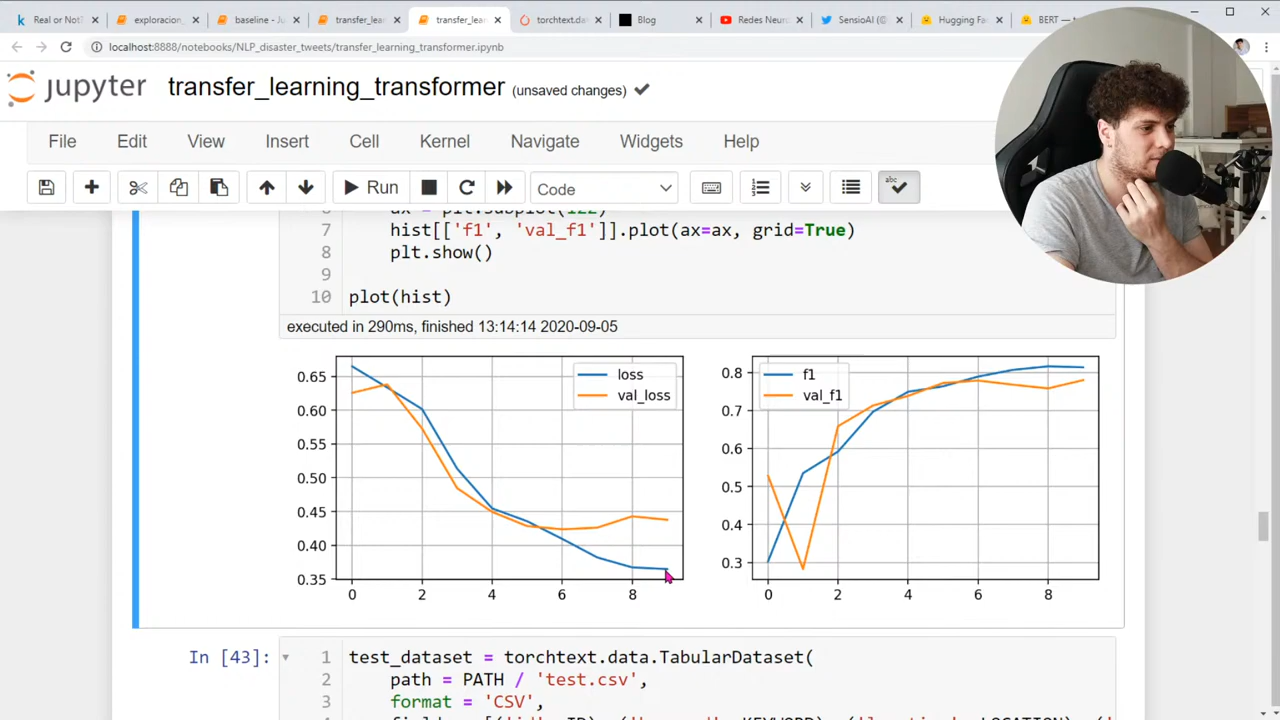 Real or Not?
exploracion_
baseline - Ju
transfer_lea
transfer_lea
torchtext.da
Blog
Redes Neuro
SensioAI (@
Hugging Fa
BERT —
localhost:8888/notebooks/NLP_disaster_tweets/transfer_learning_transformer.ipynb
jupyter transfer_learning_transformer (unsaved changes)
File Edit View Insert Cell Kernel Navigate Widgets Help
Run Code abc
7 hist[['f1', 'val_f1']].plot(ax=ax, grid=True)
8 plt.show()
9
10 plot(hist)
executed in 290ms, finished 13:14:14 2020-09-05
loss
val_loss
0.65
0.60
0.55
0.50
0.45
0.40
0.35
0 2 4 6 8
f1
val_f1
0.8
0.7
0.6
0.5
0.4
0.3
0 2 4 6 8
In [43]:
1 test_dataset = torchtext.data.TabularDataset(
2 path = PATH / 'test.csv',
3 format = 'CSV',